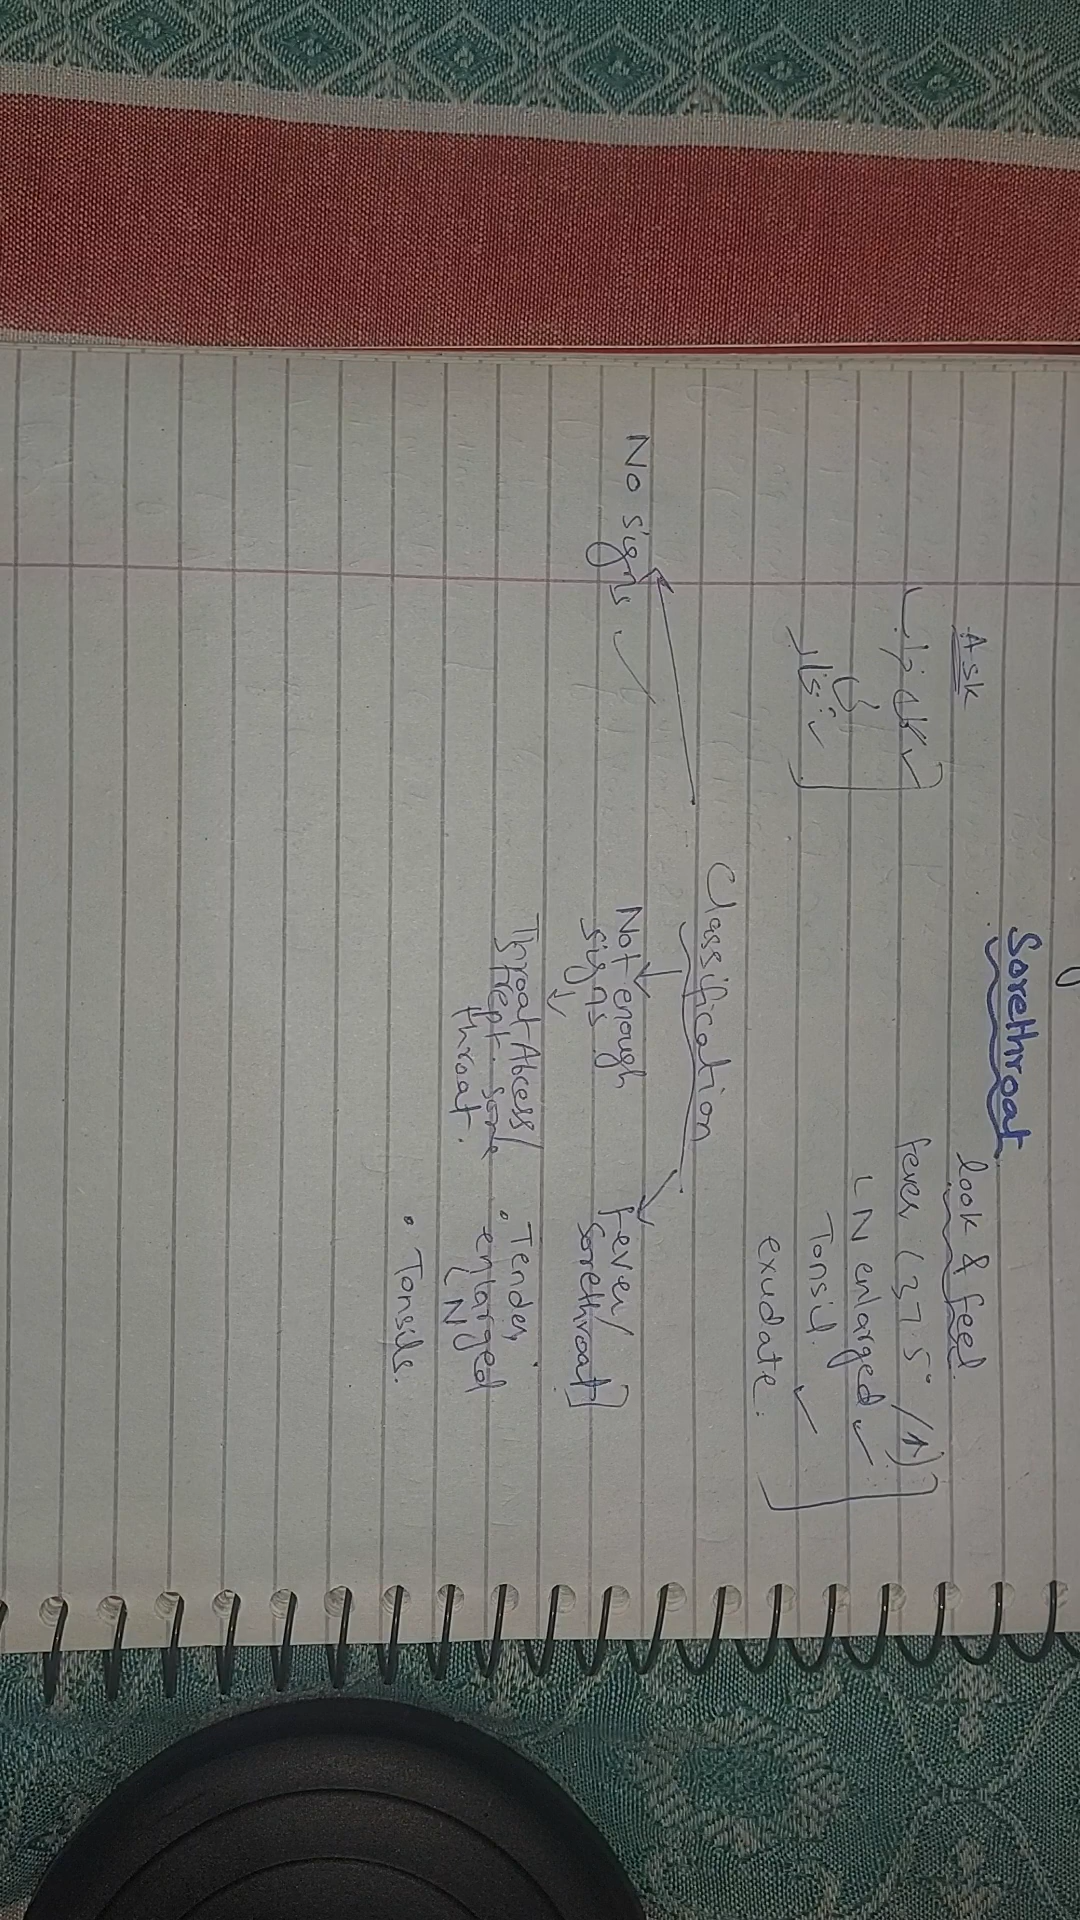 Sorethroat
Ask
look & feel
fever (37.5° /↑)
LN enlarged ✓
Tonsil
exudate.
Classification
No signs ✓
Not enough
signs
Fever/
sorethroat
Throat Abcess/
strept. sore
throat.
• Tender
enlarged
LN
• Tonsils.